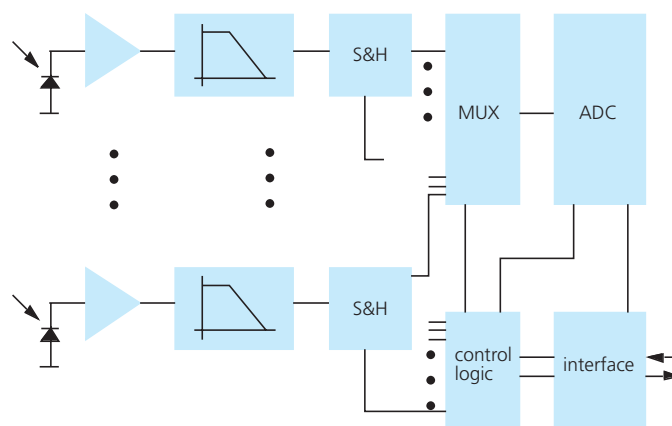 S&H
MUX
ADC
S&H
control
logic
interface